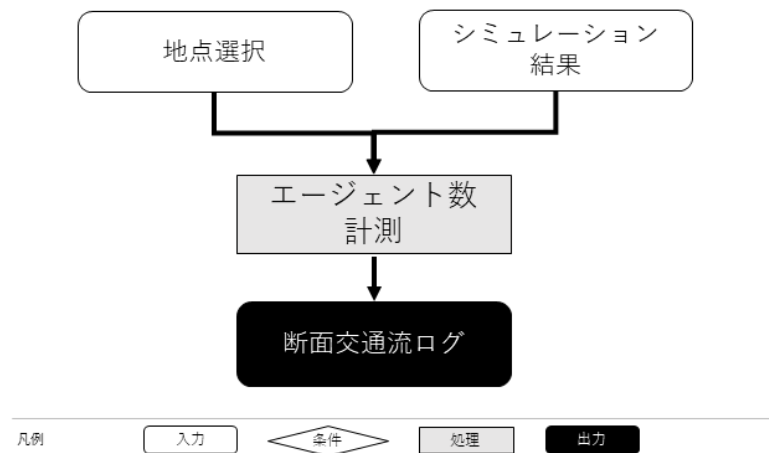 地点選択
シミュレーション
結果
エージェント数
計測
断面交通流ログ
凡例
入力
条件
処理
出力